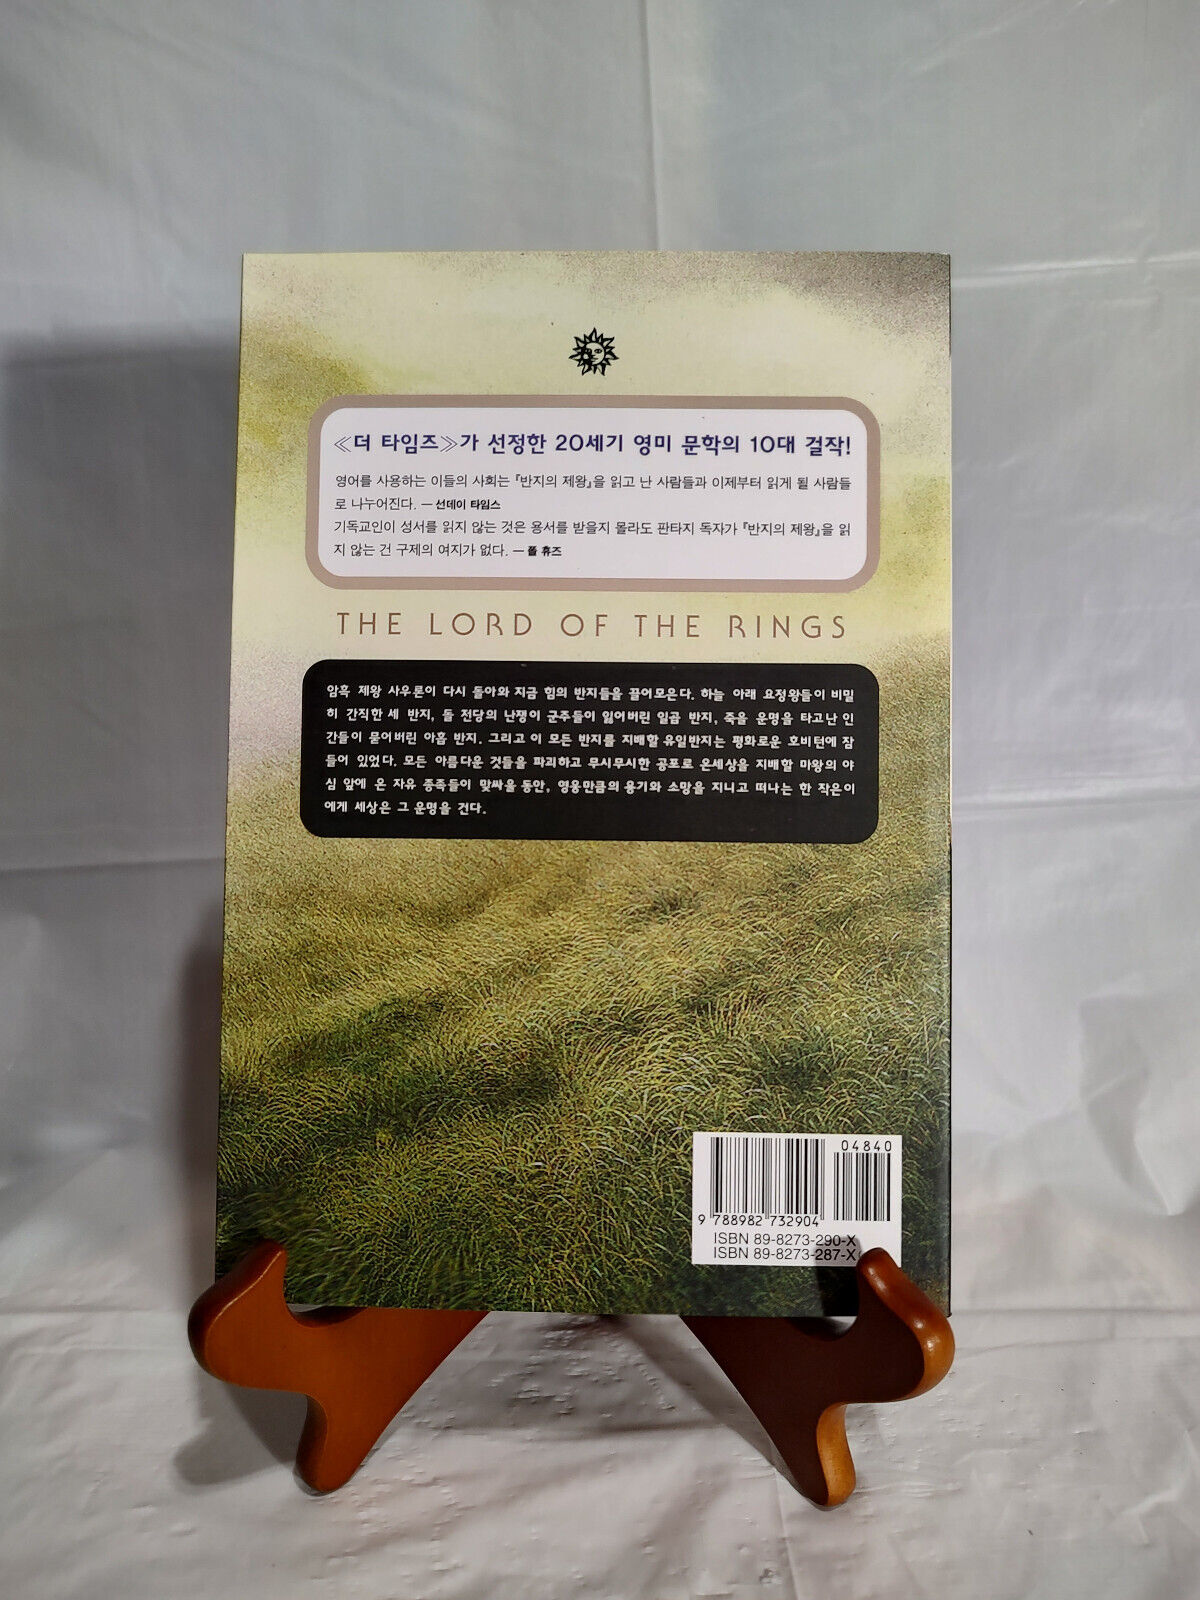 ≪더 타임즈≫가 선정한 20세기 영미 문학의 10대 걸작!
영어를 사용하는 이들의 사회는 『반지의 제왕』을 읽고 난 사람들과 이제부터 읽게 될 사람들
로 나누어진다. — 선데이 타임스
기독교인이 성서를 읽지 않는 것은 용서를 받을지 몰라도 판타지 독자가 『반지의 제왕』을 읽
지 않는 건 구제의 여지가 없다. — 폴 휴즈
THE LORD OF THE RINGS
암흑 제왕 사우론이 다시 돌아와 지금 힘의 반지들을 끌어모은다. 하늘 아래 요정왕들이 비밀
히 간직한 세 반지, 돌 전당의 난쟁이 군주들이 잃어버린 일곱 반지, 죽을 운명을 타고난 인
간들이 묻어버린 아홉 반지. 그리고 이 모든 반지를 지배할 유일반지는 평화로운 호비턴에 잠
들어 있었다. 모든 아름다운 것들을 파괴하고 무시무시한 공포로 온세상을 지배할 마왕의 야
심 앞에 온 자유 종족들이 맞싸울 동안, 영웅만큼의 용기와 소망을 지니고 떠나는 한 작은이
에게 세상은 그 운명을 건다.
04840
9 788982 732904
ISBN 89-8273-290-X
ISBN 89-8273-287-X